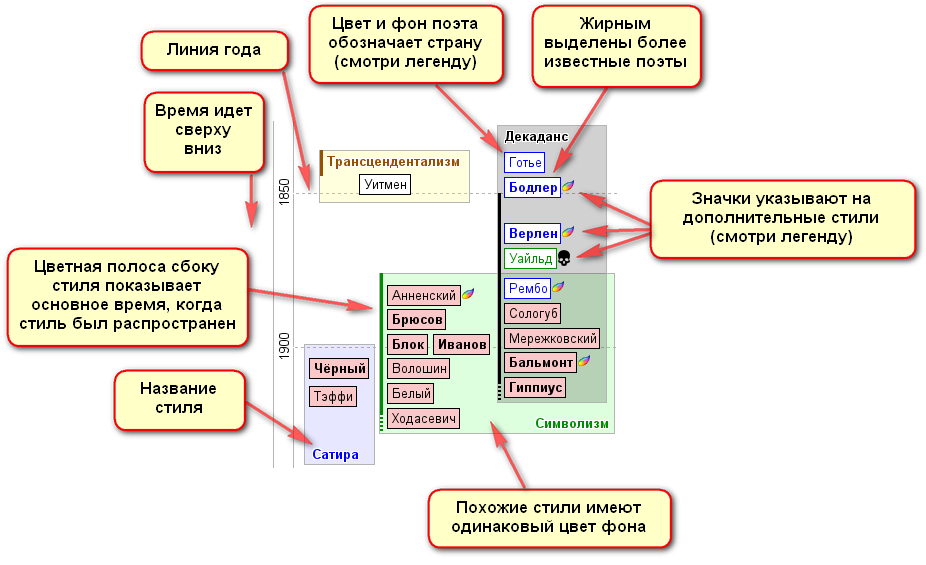 Линия года
Цвет и фон поэта
обозначает страну
(смотри легенду)
Жирным
выделены более
известные поэты
Время идет
сверху
вниз
Декаданс
Трансцендентализм
Готье
Уитмен
Бодлер
1850
Значки указывают на
дополнительные стили
(смотри легенду)
Верлен
Уайльд
Цветная полоса сбоку
стиля показывает
основное время, когда
стиль был распространен
Рембо
Анненский
Сологуб
Брюсов
Мережковский
Блок Иванов
1900
Бальмонт
Чёрный
Волошин
Гиппиус
Тэффи
Белый
Название
стиля
Ходасевич
Символизм
Сатира
Похожие стили имеют
одинаковый цвет фона